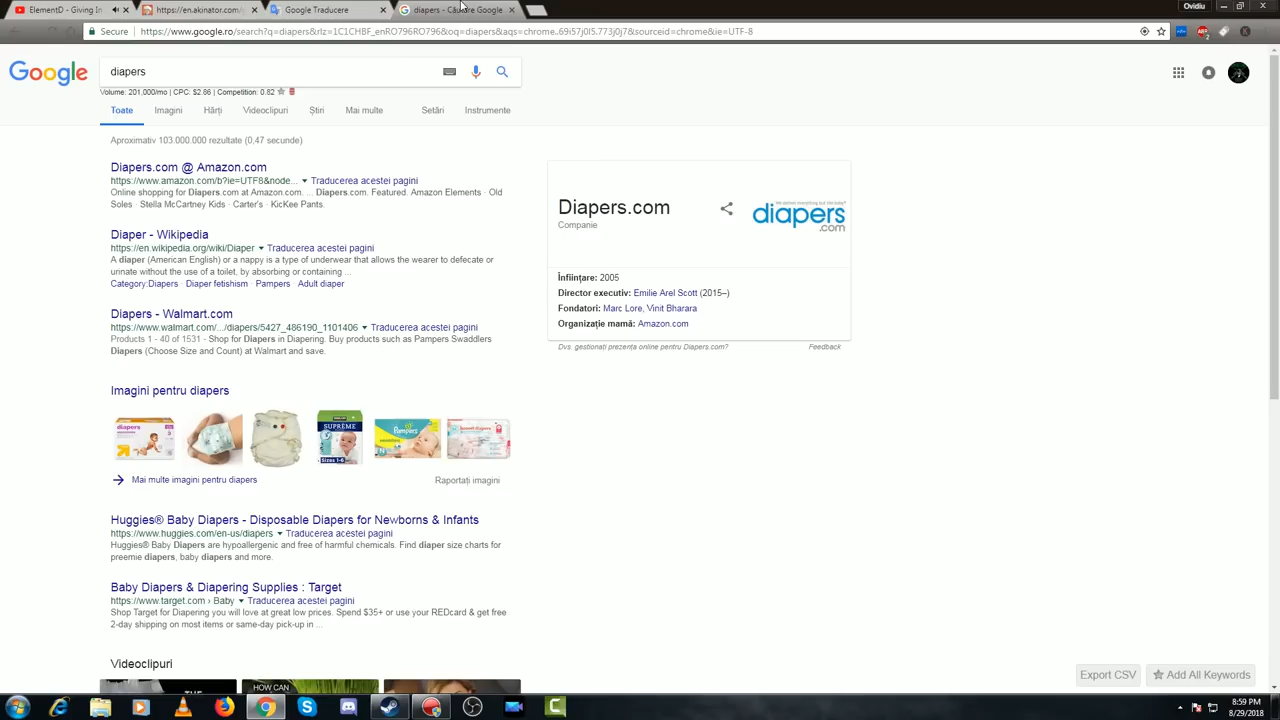 ElementD - Giving In
https://en.akinator.com/g
Google Traducere
diapers - Căutare Google
Ovidiu
Secure
https://www.google.ro/search?q=diapers&rlz=1C1CHBF_enRO796RO796&oq=diapers&aqs=chrome..69i57j0l5.773j0j7&sourceid=chrome&ie=UTF-8
Google
diapers
Volume: 201,000/mo | CPC: $2.86 | Competition: 0.82
Toate Imagini Hărți Videoclipuri Știri Mai multe Setări Instrumente
Aproximativ 103.000.000 rezultate (0,47 secunde)
Diapers.com @ Amazon.com
https://www.amazon.com/b?ie=UTF8&node... Traducerea acestei pagini
Online shopping for Diapers.com at Amazon.com. ... Diapers.com. Featured. Amazon Elements · Old
Soles · Stella McCartney Kids · Carter's · KicKee Pants.
Diaper - Wikipedia
https://en.wikipedia.org/wiki/Diaper Traducerea acestei pagini
A diaper (American English) or a nappy is a type of underwear that allows the wearer to defecate or
urinate without the use of a toilet, by absorbing or containing ...
Category:Diapers · Diaper fetishism · Pampers · Adult diaper
Diapers - Walmart.com
https://www.walmart.com/.../diapers/5427_486190_1101406 Traducerea acestei pagini
Products 1 - 40 of 1531 - Shop for Diapers in Diapering. Buy products such as Pampers Swaddlers
Diapers (Choose Size and Count) at Walmart and save.
Imagini pentru diapers
diapers
SUPREME
Sizes 1-6
Pampers
Mai multe imagini pentru diapers
Raportați imagini
Huggies® Baby Diapers - Disposable Diapers for Newborns & Infants
https://www.huggies.com/en-us/diapers Traducerea acestei pagini
Huggies® Baby Diapers are hypoallergenic and free of harmful chemicals. Find diaper size charts for
preemie diapers, baby diapers and more.
Baby Diapers & Diapering Supplies : Target
https://www.target.com › Baby Traducerea acestei pagini
Shop Target for Diapering you will love at great low prices. Spend $35+ or use your REDcard & get free
2-day shipping on most items or same-day pick-up in ...
Videoclipuri
THE
HOW CAN
Diapers.com
Companie
We deliver everything but the baby!
diapers
.com
Înființare: 2005
Director executiv: Emilie Arel Scott (2015–)
Fondatori: Marc Lore, Vinit Bharara
Organizație mamă: Amazon.com
Dvs. gestionați prezența online pentru Diapers.com?
Feedback
Export CSV
Add All Keywords
8:59 PM
8/29/2018